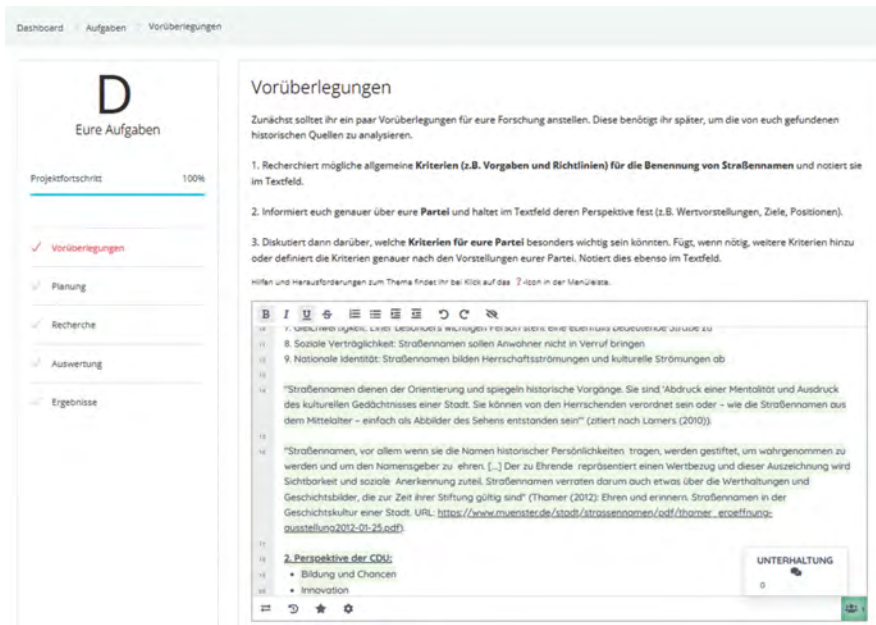 Dashboard Aufgaben Vorüberlegungen
D
Eure Aufgaben
Projektfortschritt 100%
Vorüberlegungen
Planung
Recherche
Auswertung
Ergebnisse
Vorüberlegungen
Zunächst solltet ihr ein paar Vorüberlegungen für eure Forschung anstellen. Diese benötigt ihr später, um die von euch gefundenen
historischen Quellen zu analysieren.
1. Recherchiert mögliche allgemeine Kriterien (z.B. Vorgaben und Richtlinien) für die Benennung von Straßennamen und notiert sie
im Textfeld.
2. Informiert euch genauer über eure Partei und haltet im Textfeld deren Perspektive fest (z.B. Wertvorstellungen, Ziele, Positionen).
3. Diskutiert dann darüber, welche Kriterien für eure Partei besonders wichtig sein könnten. Fügt, wenn nötig, weitere Kriterien hinzu
oder definiert die Kriterien genauer nach den Vorstellungen eurer Partei. Notiert dies ebenso im Textfeld.
Hilfen und Herausforderungen zum Thema findet ihr bei Klick auf das ?-Icon in der Menüleiste.
B I U S
7. Gleichwertigkeit: Einer besonders wichtigen Person steht eine ebenfalls bedeutende Straße zu
8. Soziale Verträglichkeit: Straßennamen sollen Anwohner nicht in Verruf bringen
9. Nationale Identität: Straßennamen bilden Herrschaftsströmungen und kulturelle Strömungen ab
"Straßennamen dienen der Orientierung und spiegeln historische Vorgänge. Sie sind 'Abdruck einer Mentalität und Ausdruck
des kulturellen Gedächtnisses einer Stadt. Sie können von den Herrschenden verordnet sein oder – wie die Straßennamen aus
dem Mittelalter – einfach als Abbilder des Sehens entstanden sein'" (zitiert nach Lamers (2010)).
"Straßennamen, vor allem wenn sie die Namen historischer Persönlichkeiten tragen, werden gestiftet, um wahrgenommen zu
werden und um den Namensgeber zu ehren. [...] Der zu Ehrende repräsentiert einen Wertbezug und dieser Auszeichnung wird
Sichtbarkeit und soziale Anerkennung zuteil. Straßennamen verraten darum auch etwas über die Werthaltungen und
Geschichtsbilder, die zur Zeit ihrer Stiftung gültig sind" (Thamer (2012): Ehren und erinnern. Straßennamen in der
Geschichtskultur einer Stadt. URL: https://www.muenster.de/stadt/strassennamen/pdf/thamer_eroeffnung-
ausstellung2012-01-25.pdf).
2. Perspektive der CDU:
• Bildung und Chancen
• Innovation
UNTERHALTUNG
0